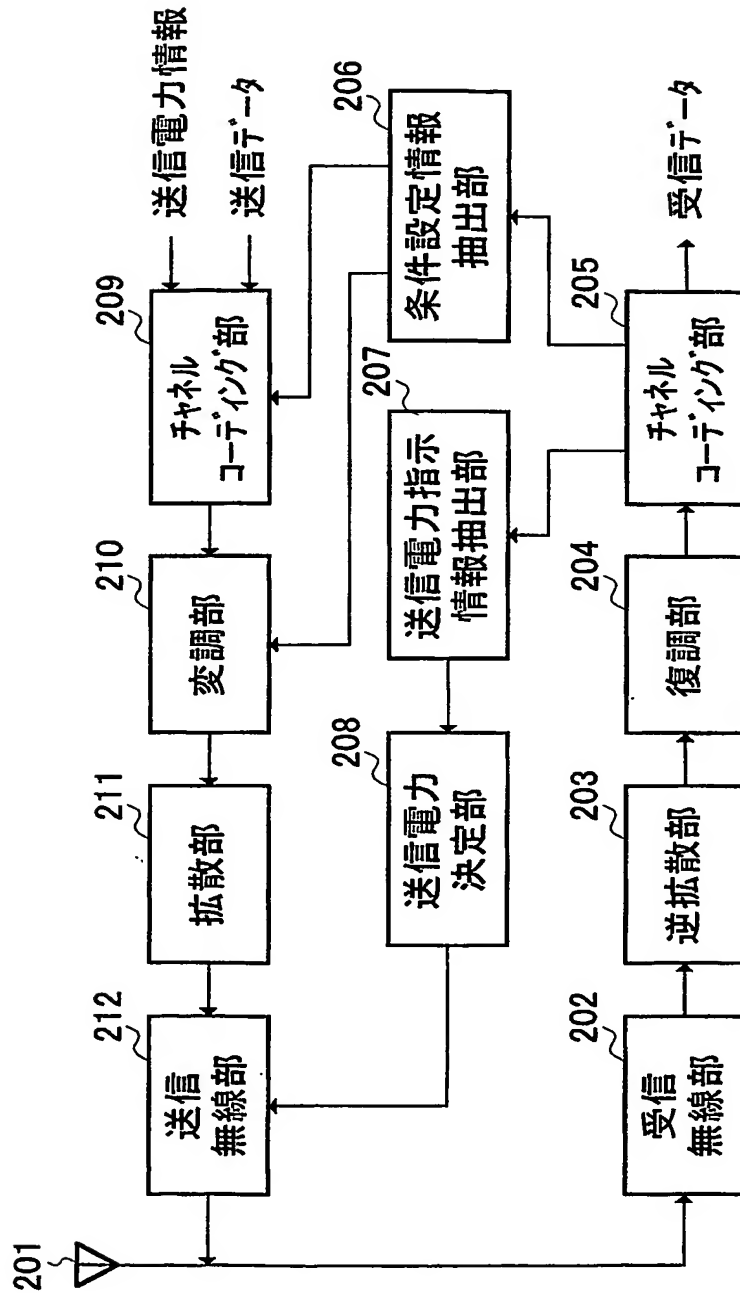 201
212
送信
無線部
211
拡散部
210
変調部
209
チャネル
コーディング部
送信電力情報
送信データ
208
送信電力
決定部
207
送信電力指示
情報抽出部
206
条件設定情報
抽出部
202
受信
無線部
203
逆拡散部
204
復調部
205
チャネル
コーディング部
受信データ